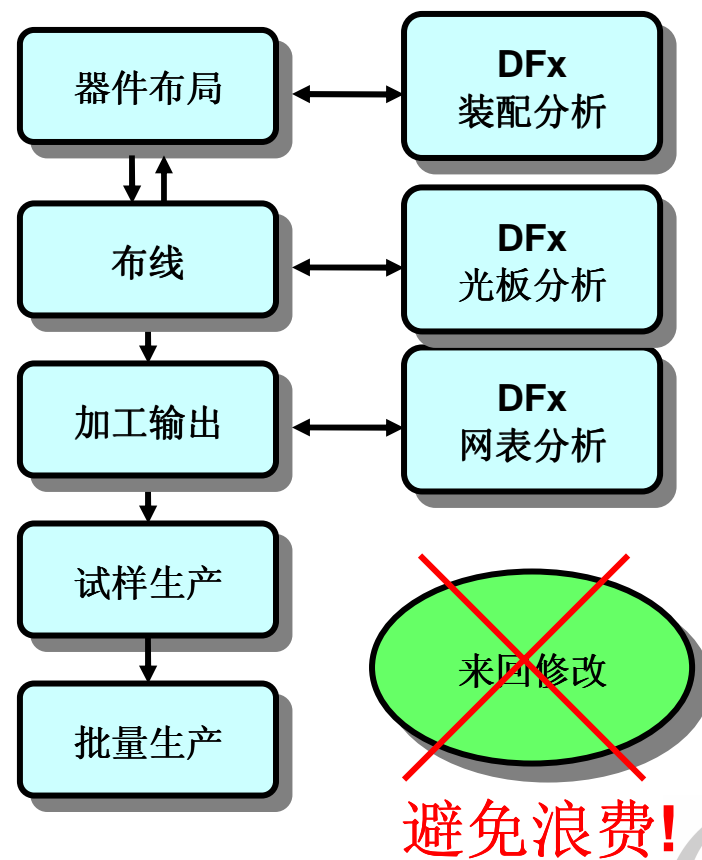 器件布局
DFx
装配分析
布线
DFx
光板分析
加工输出
DFx
网表分析
试样生产
来回修改
批量生产
避免浪费!